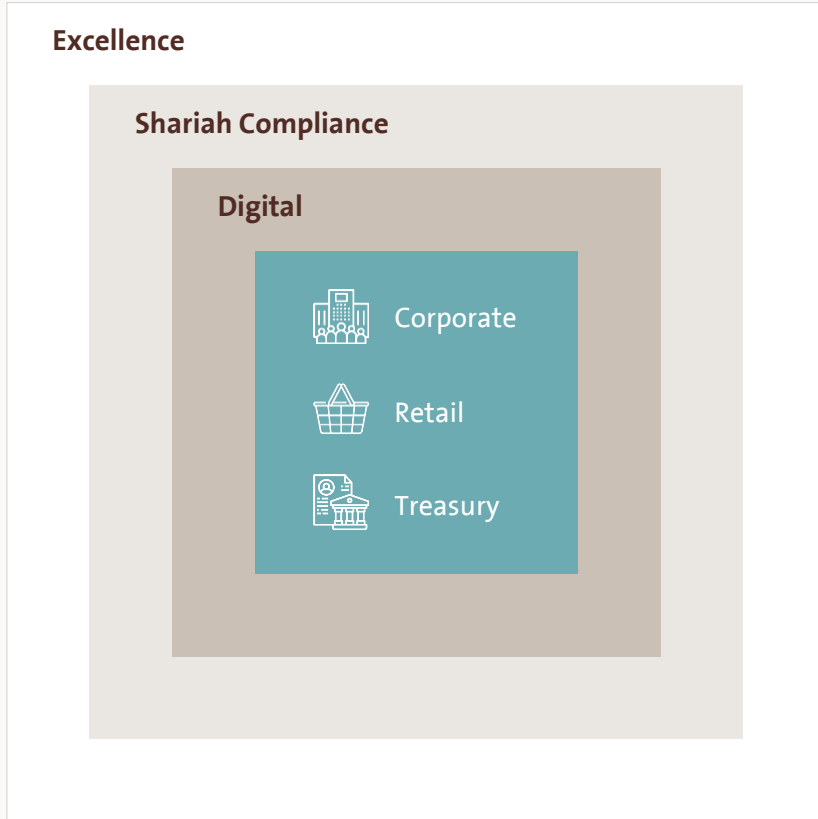 Excellence
Shariah Compliance
Digital
Corporate
Retail
Treasury